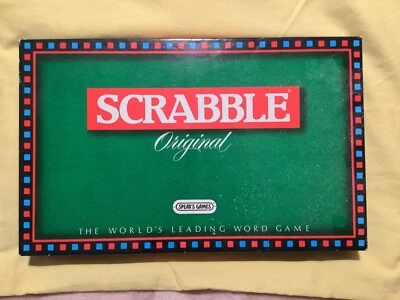 SCRABBLE
Original
SPEAR'S GAMES
THE WORLD'S LEADING WORD GAME